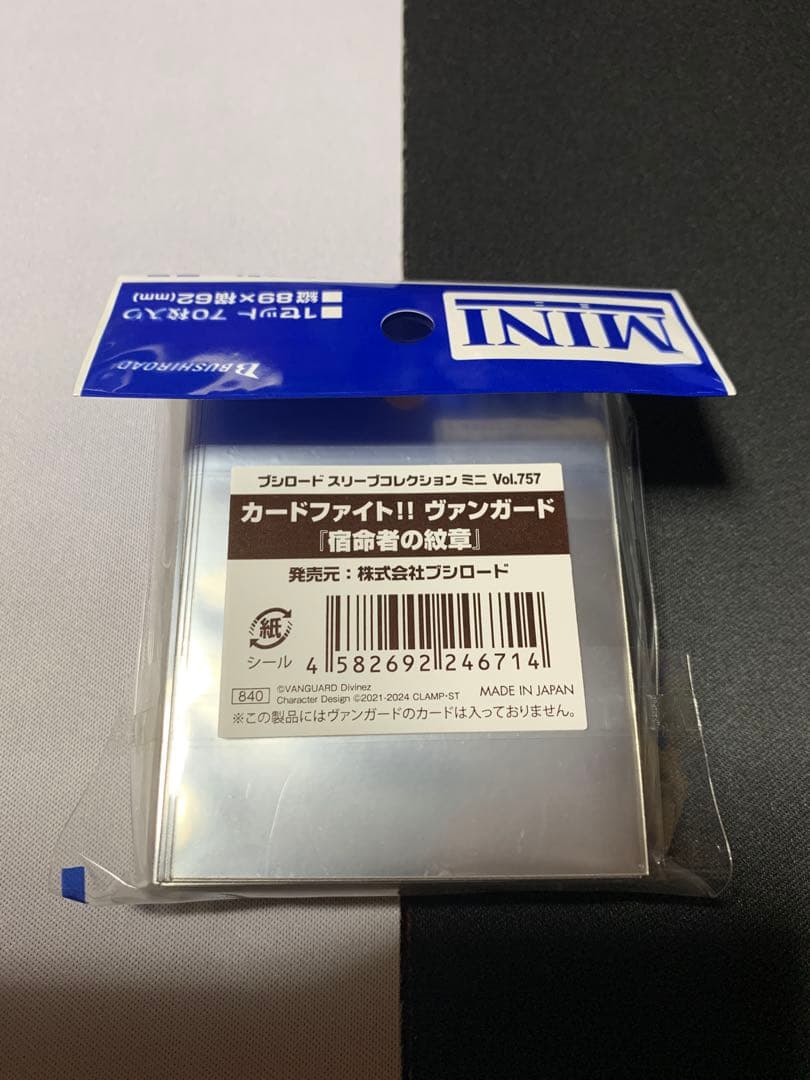 MINI
ミニ
■1セット 70枚入り
■縦89×横62(mm)
BUSHIROAD
ブシロード スリーブコレクション ミニ Vol.757
カードファイト!! ヴァンガード
『宿命者の紋章』
発売元：株式会社ブシロード
紙
シール
4 582692 246714
840
©VANGUARD Divinez
Character Design ©2021-2024 CLAMP・ST
MADE IN JAPAN
※この製品にはヴァンガードのカードは入っておりません。